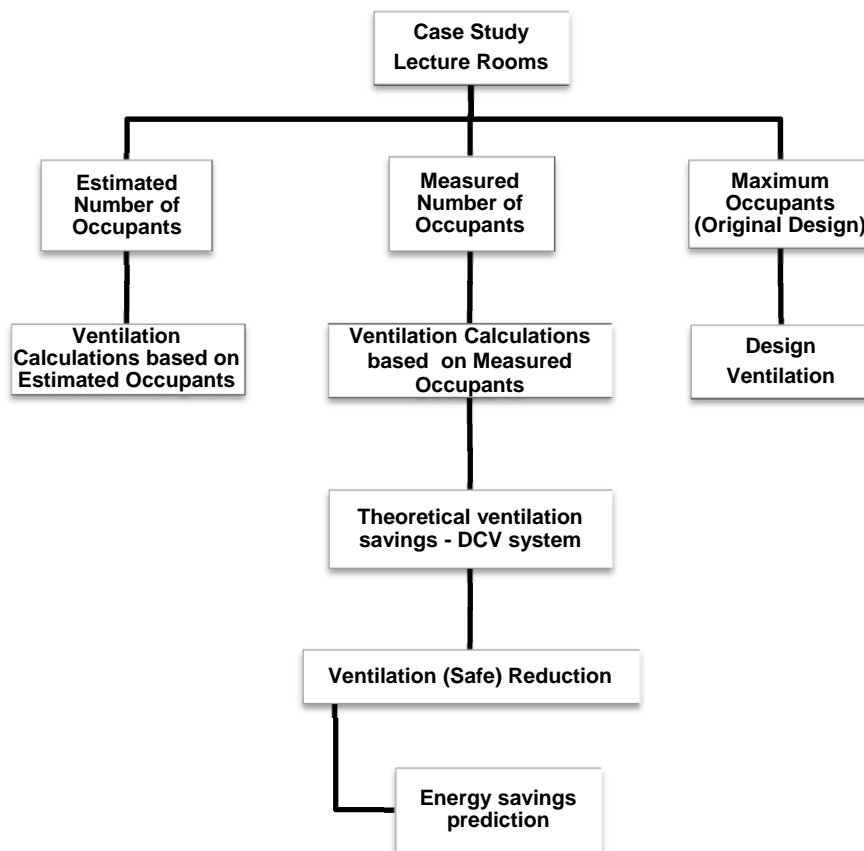 Case Study
Lecture Rooms
Estimated
Number of
Occupants
Measured
Number of
Occupants
Maximum
Occupants
(Original Design)
Ventilation
Calculations based on
Estimated Occupants
Ventilation Calculations
based on Measured
Occupants
Design
Ventilation
Theoretical ventilation
savings - DCV system
Ventilation (Safe) Reduction
Energy savings
prediction